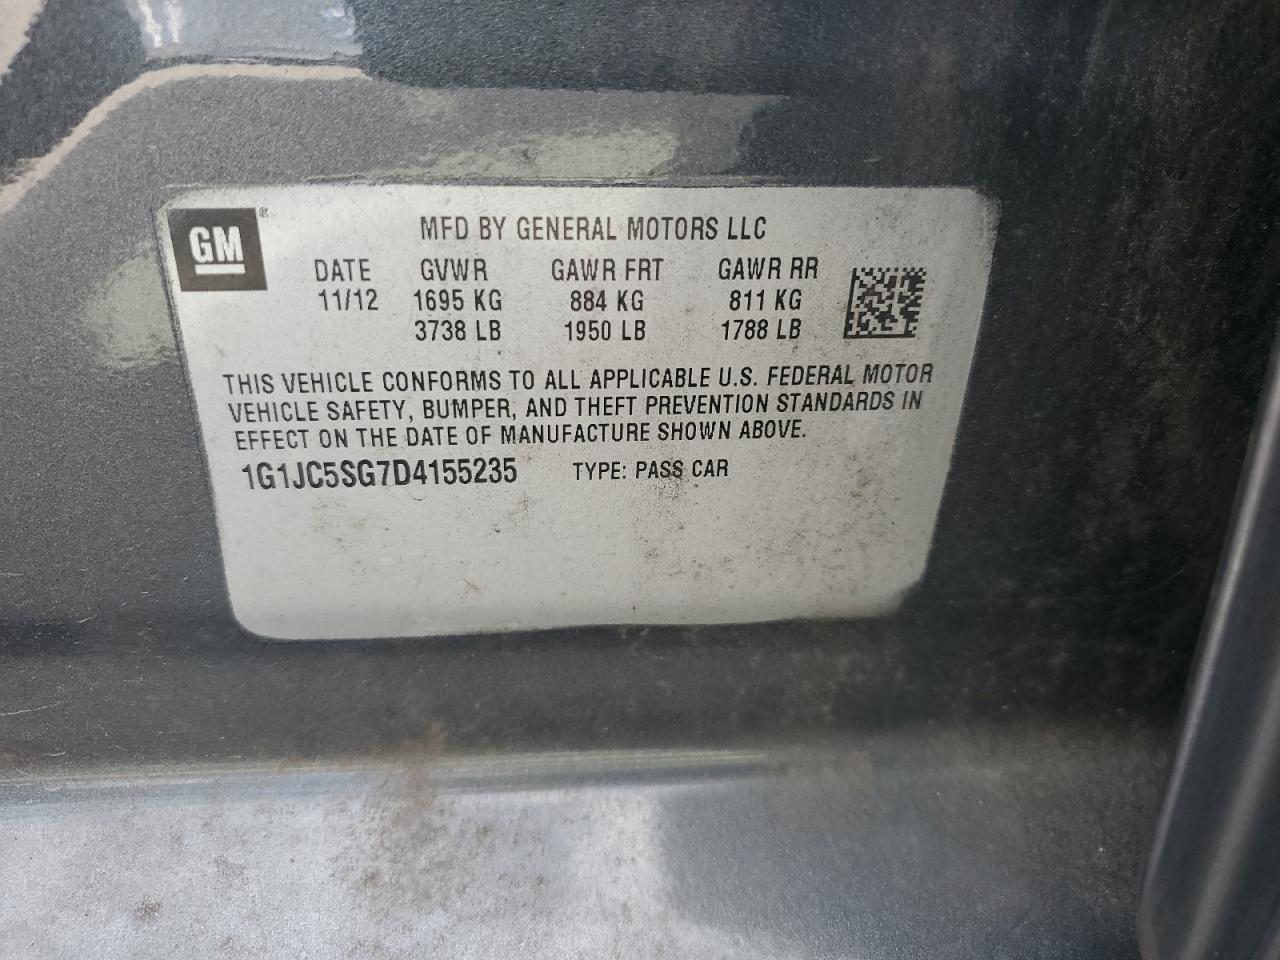 GM®
MFD BY GENERAL MOTORS LLC
DATE GVWR GAWR FRT GAWR RR
11/12 1695 KG 884 KG 811 KG
3738 LB 1950 LB 1788 LB
THIS VEHICLE CONFORMS TO ALL APPLICABLE U.S. FEDERAL MOTOR
VEHICLE SAFETY, BUMPER, AND THEFT PREVENTION STANDARDS IN
EFFECT ON THE DATE OF MANUFACTURE SHOWN ABOVE.
1G1JC5SG7D4155235 TYPE: PASS CAR